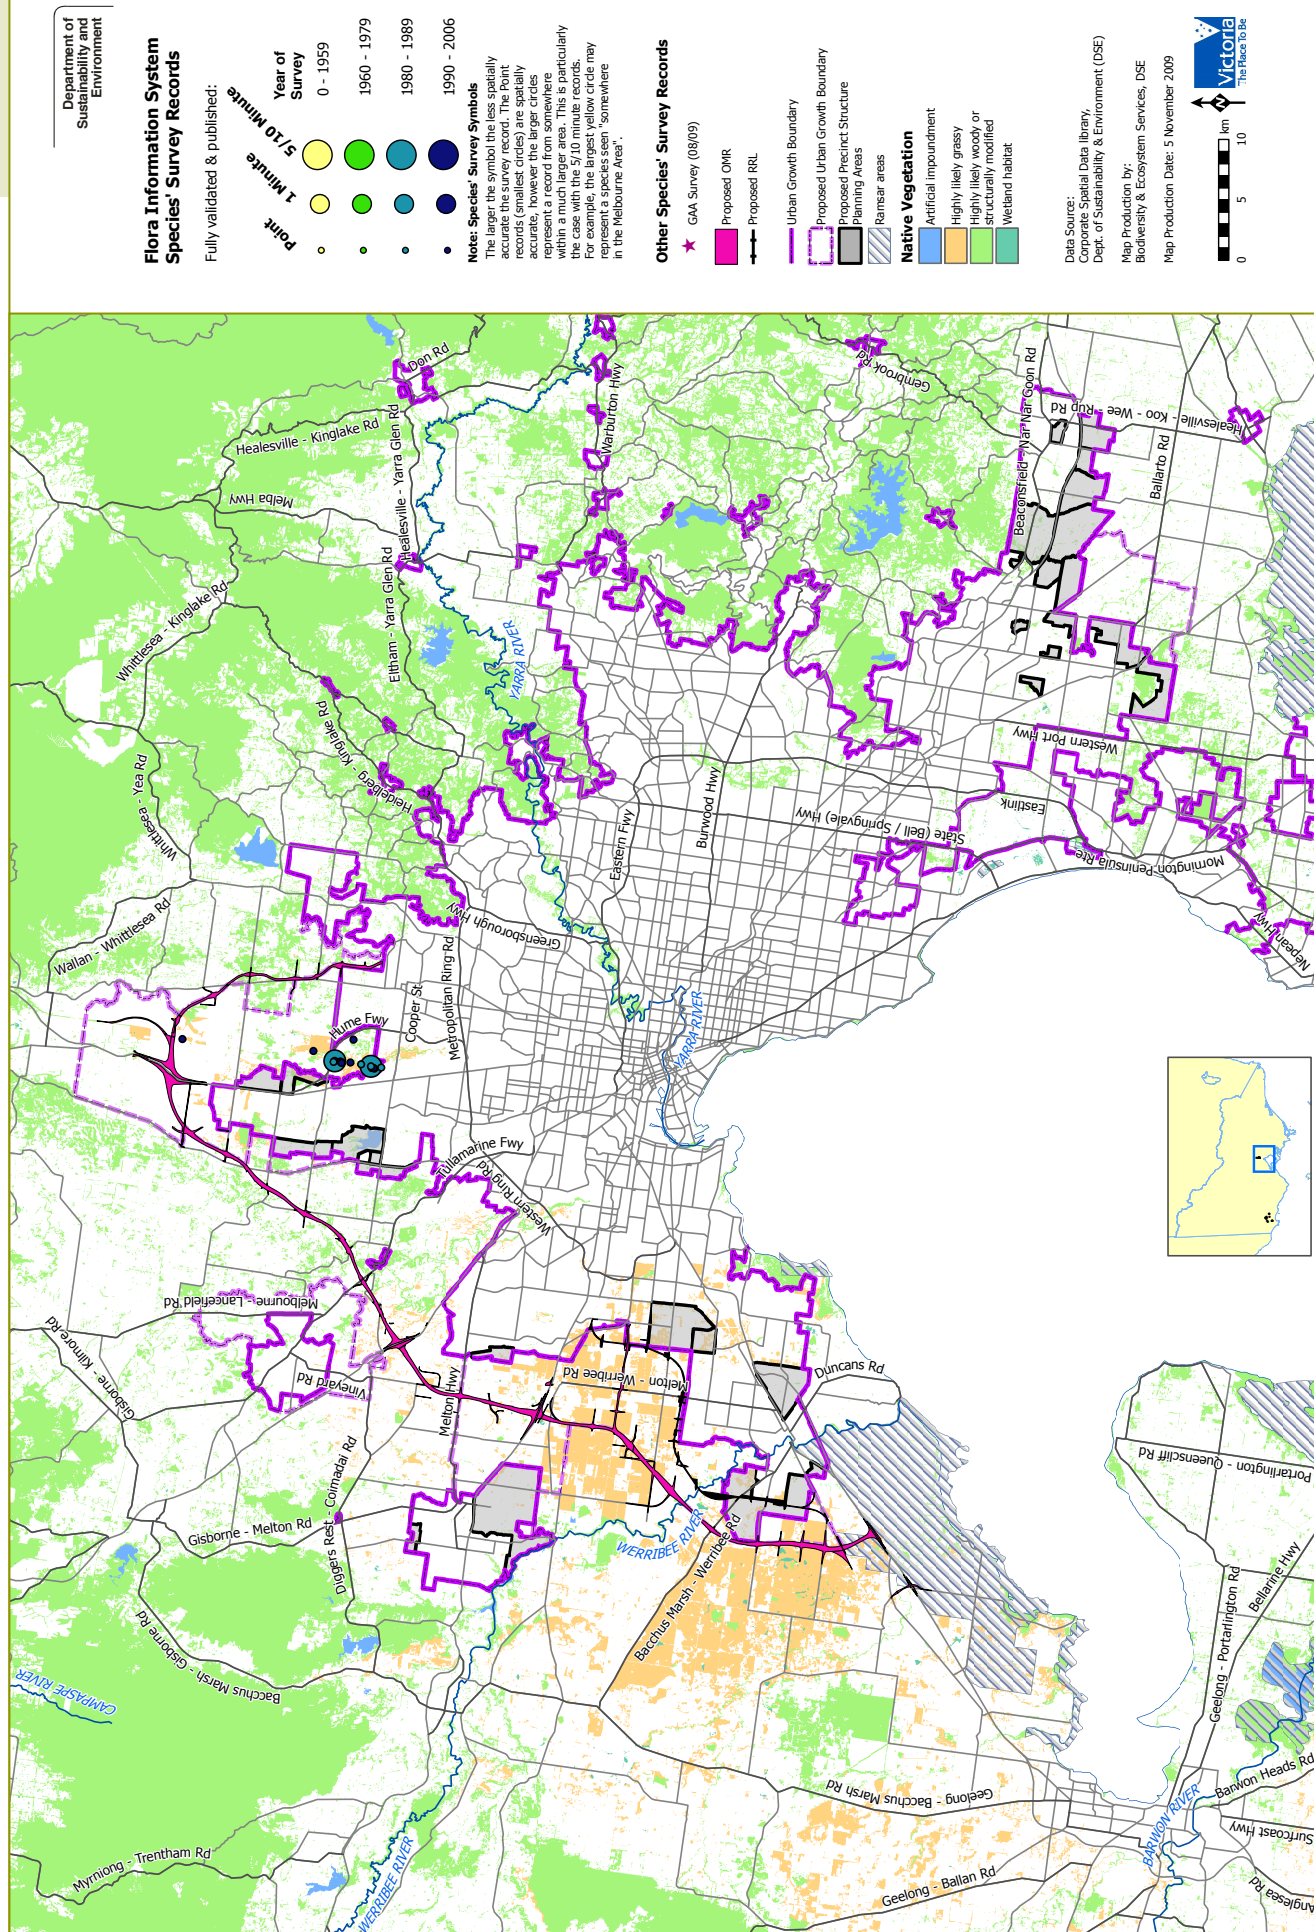 Department of
Sustainability and
Environment
Flora Information System
Species' Survey Records
Fully validated & published:
Point
1 Minute
5/10 Minute
Year of
Survey
0 - 1959
1960 - 1979
1980 - 1989
1990 - 2006
Note: Species' Survey Symbols
The larger the symbol the less spatially
accurate the survey record. The Point
records (smallest circles) are spatially
accurate, however the larger circles
represent a record from somewhere
within a much larger area. This is particularly
the case with the 5/10 minute records.
For example, the largest yellow circle may
represent a species seen "somewhere
in the Melbourne Area".
Other Species' Survey Records
GAA Survey (08/09)
Proposed OMR
Proposed RRL
Urban Growth Boundary
Proposed Urban Growth Boundary
Proposed Precinct Structure
Planning Areas
Ramsar areas
Native Vegetation
Artificial impoundment
Highly likely grassy
Highly likely woody or
structurally modified
Wetland habitat
Data Source:
Corporate Spatial Data library,
Dept. of Sustainability & Environment (DSE)
Map Production by:
Biodiversity & Ecosystem Services, DSE
Map Production Date: 5 November 2009
0 5 10 km
N
Victoria
The Place To Be
CAMPASPE RIVER
Myrniong - Trentham Rd
WERRIBEE RIVER
Bacchus Marsh - Gisborne Rd
Gisborne - Kilmore Rd
Gisborne - Melton Rd
Diggers Rest - Coimadai Rd
Vineyard Rd
Melbourne - Lancefield Rd
Melton Hwy
Tullamarine Fwy
Western Ring Rd
Wallan - Whittlesea Rd
Whittlesea - Yea Rd
Whittlesea - Kinglake Rd
Hume Fwy
Cooper St
Metropolitan Ring Rd
Greensborough Hwy
Heidelberg - Kinglake Rd
Eltham - Yarra Glen Rd
Melba Hwy
Healesville - Kinglake Rd
Healesville - Yarra Glen Rd
Don Rd
YARRA RIVER
Warburton Hwy
Eastern Fwy
Burwood Hwy
YARRA RIVER
State (Bell / Springvale) Hwy
Eastlink
Mornington Peninsula Rte
Nepean Hwy
Western Port Hwy
Gembrook Rd
Beaconsfield - Nar Nar Goon Rd
Healesville - Koo - Wee - Rup Rd
Ballarto Rd
Melton - Werribee Rd
Duncans Rd
WERRIBEE RIVER
Bacchus Marsh - Werribee Rd
Geelong - Bacchus Marsh Rd
Geelong - Ballan Rd
BARWON RIVER
Geelong - Portarlington Rd
Bellarine Hwy
Portarlington - Queenscliff Rd
Barwon Heads Rd
Surfcoast Hwy
Anglesea Rd